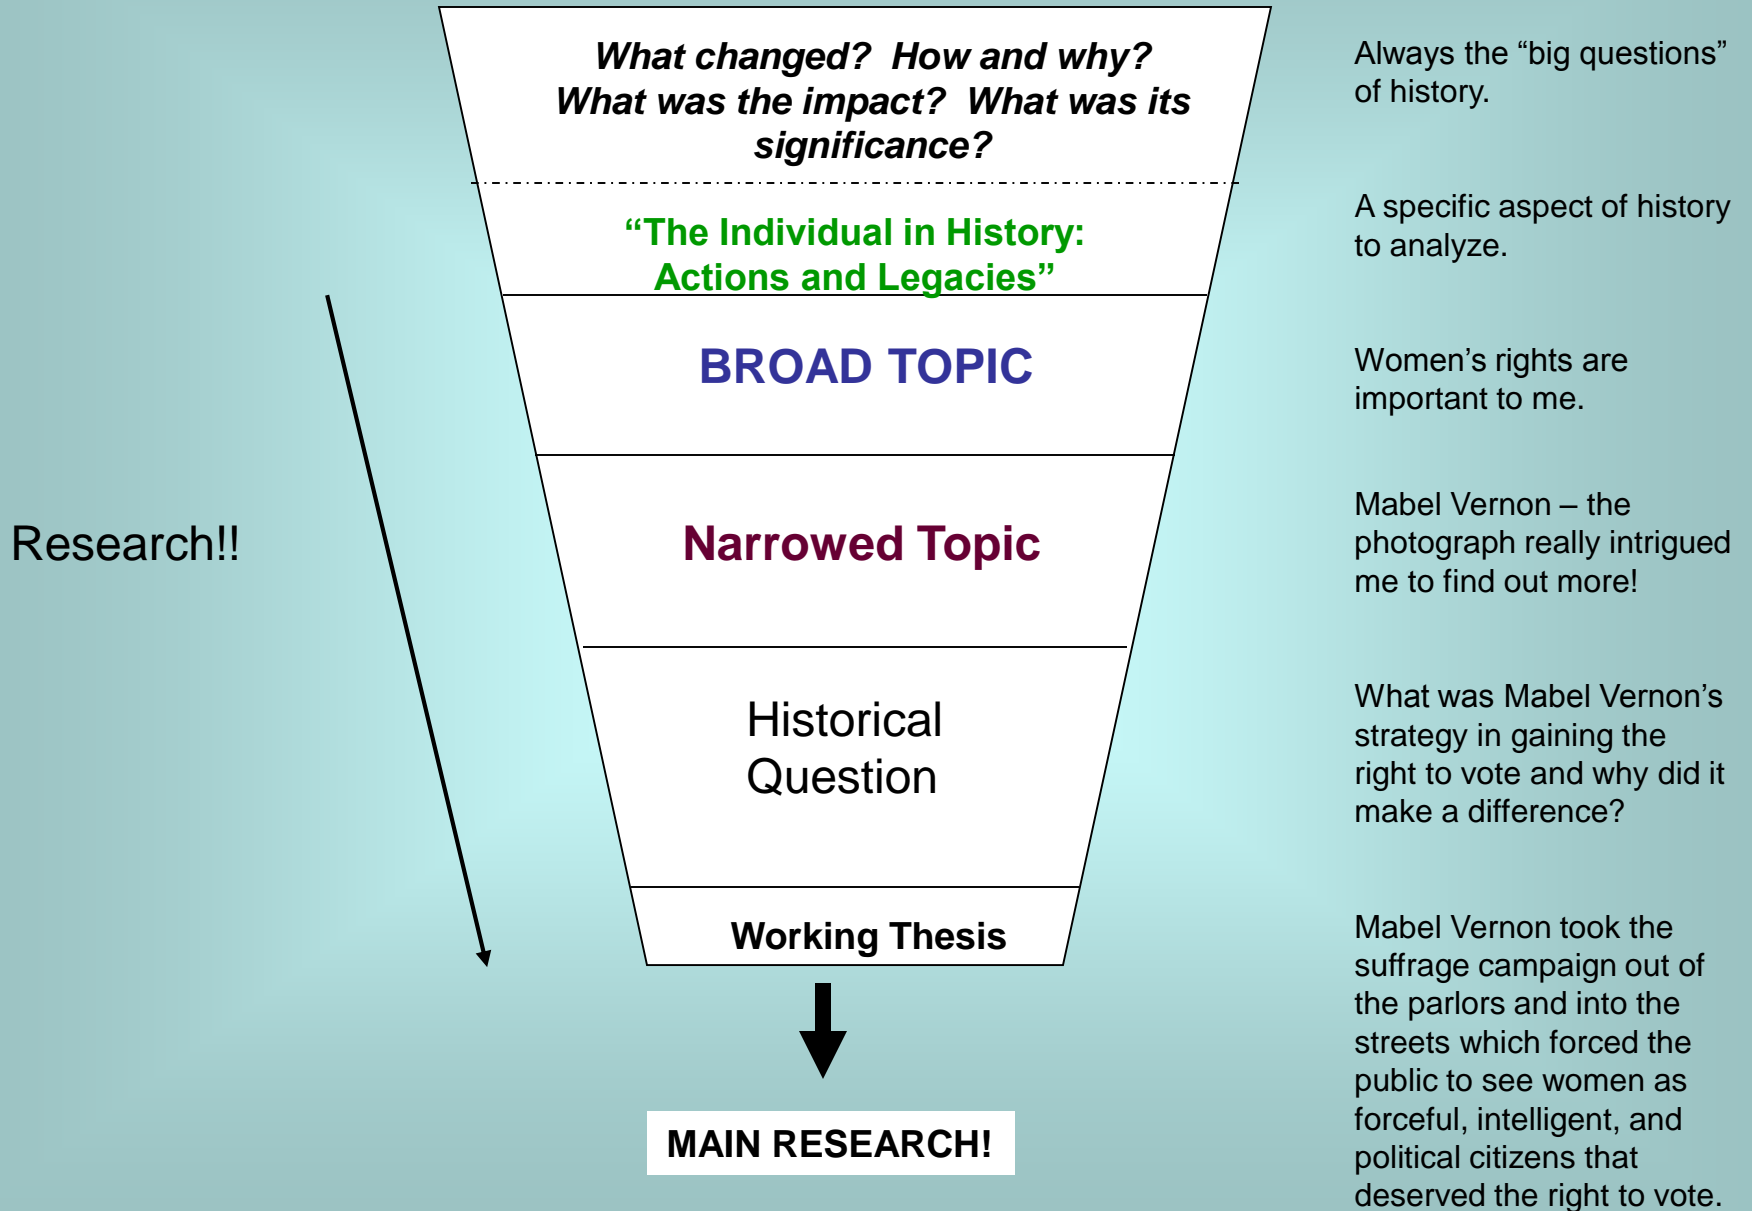 What changed?  How and why?
What was the impact?  What was its
significance?
Always the “big questions”
of history.
“The Individual in History:
Actions and Legacies”
A specific aspect of history
to analyze.
BROAD TOPIC
Women’s rights are
important to me.
Research!!
Narrowed Topic
Mabel Vernon – the
photograph really intrigued
me to find out more!
Historical
Question
What was Mabel Vernon’s
strategy in gaining the
right to vote and why did it
make a difference?
Working Thesis
Mabel Vernon took the
suffrage campaign out of
the parlors and into the
streets which forced the
public to see women as
forceful, intelligent, and
political citizens that
deserved the right to vote.
MAIN RESEARCH!